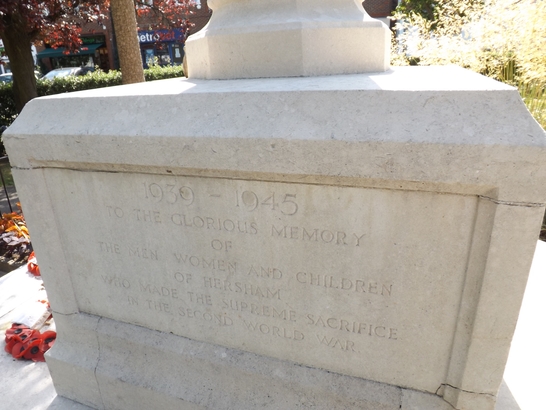 1939 - 1945
TO THE GLORIOUS MEMORY
OF
THE MEN WOMEN AND CHILDREN
OF HERSHAM
WHO MADE THE SUPREME SACRIFICE
IN THE SECOND WORLD WAR